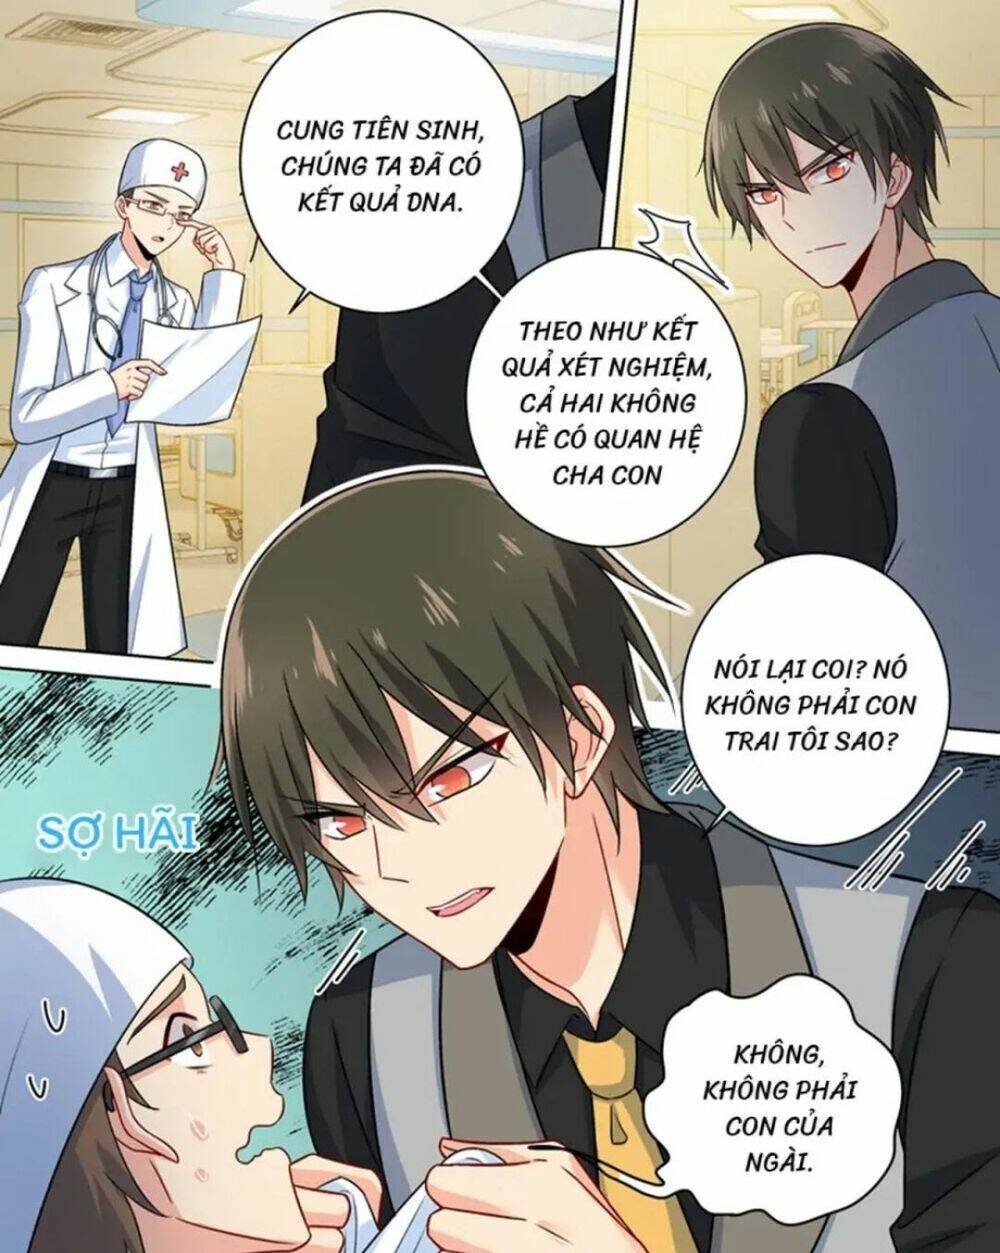 CUNG TIÊN SINH,
CHÚNG TA ĐÃ CÓ
KẾT QUẢ DNA.
THEO NHƯ KẾT
QUẢ XÉT NGHIỆM,
CẢ HAI KHÔNG
HỀ CÓ QUAN HỆ
CHA CON
NÓI LẠI COI? NÓ
KHÔNG PHẢI CON
TRAI TÔI SAO?
SỢ HÃI
KHÔNG,
KHÔNG PHẢI
CON CỦA
NGÀI.